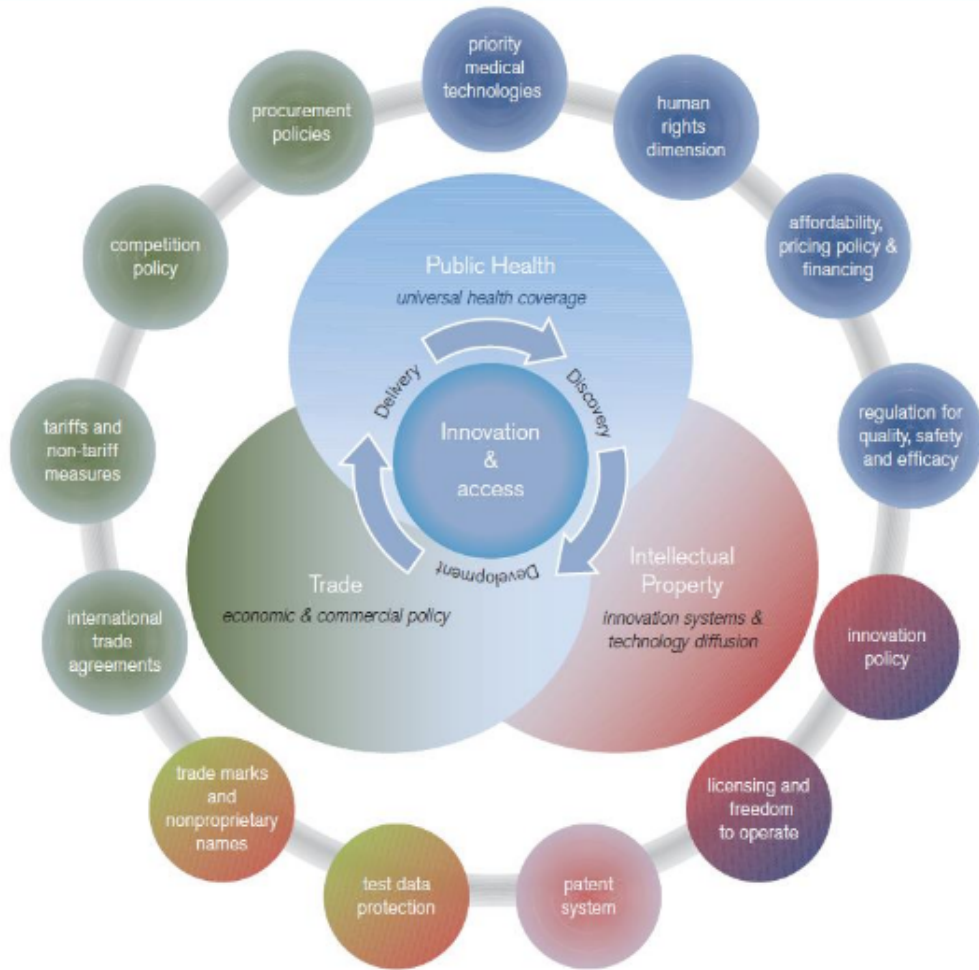 priority
medical
technologies
human
rights
dimension
affordability,
pricing policy &
financing
regulation for
quality, safety
and efficacy
innovation
policy
licensing and
freedom
to operate
patent
system
test data
protection
trade marks
and
nonproprietary
names
international
trade
agreements
tariffs and
non-tariff
measures
competition
policy
procurement
policies
Public Health
universal health coverage
Delivery
Discovery
Development
Innovation
&
access
Trade
economic & commercial policy
Intellectual
Property
innovation systems &
technology diffusion